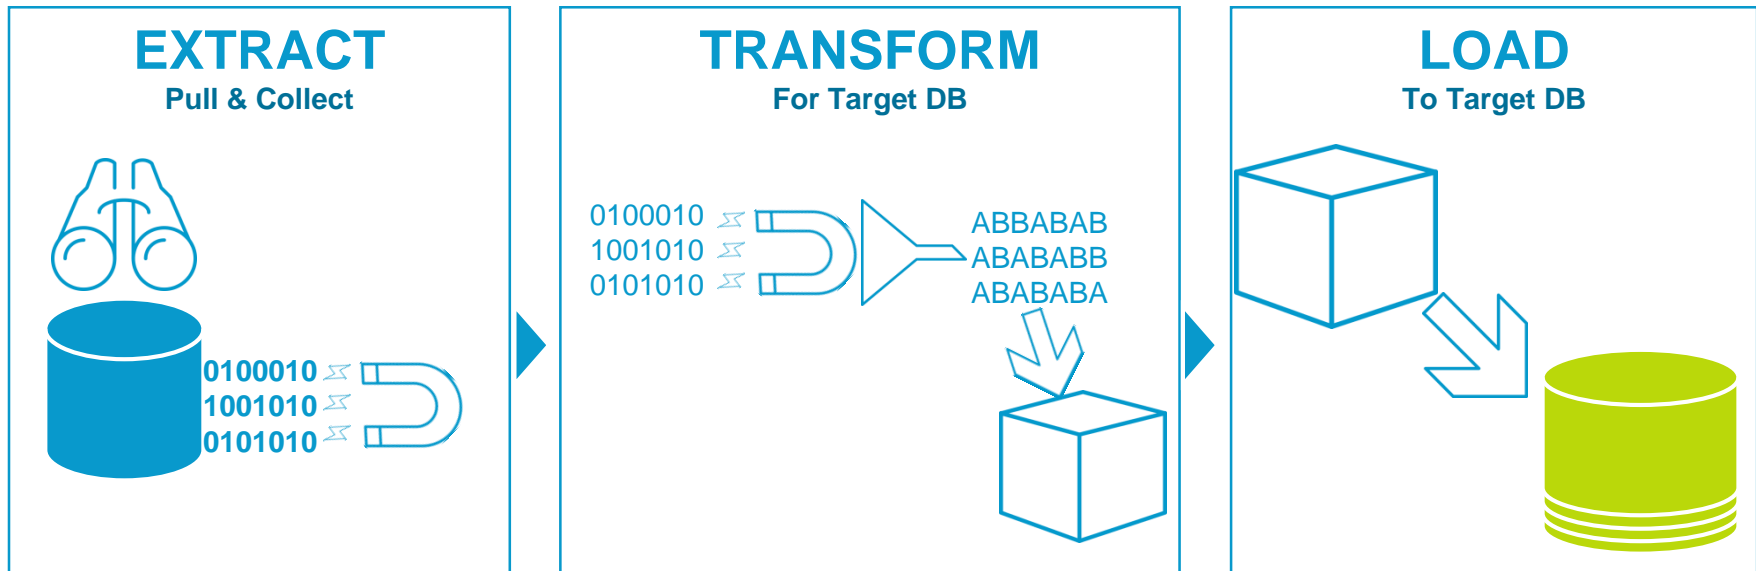 EXTRACT
Pull & Collect
0100010
1001010
0101010
TRANSFORM
For Target DB
0100010
1001010
0101010
ABBABAB
ABABABB
ABABABA
LOAD
To Target DB